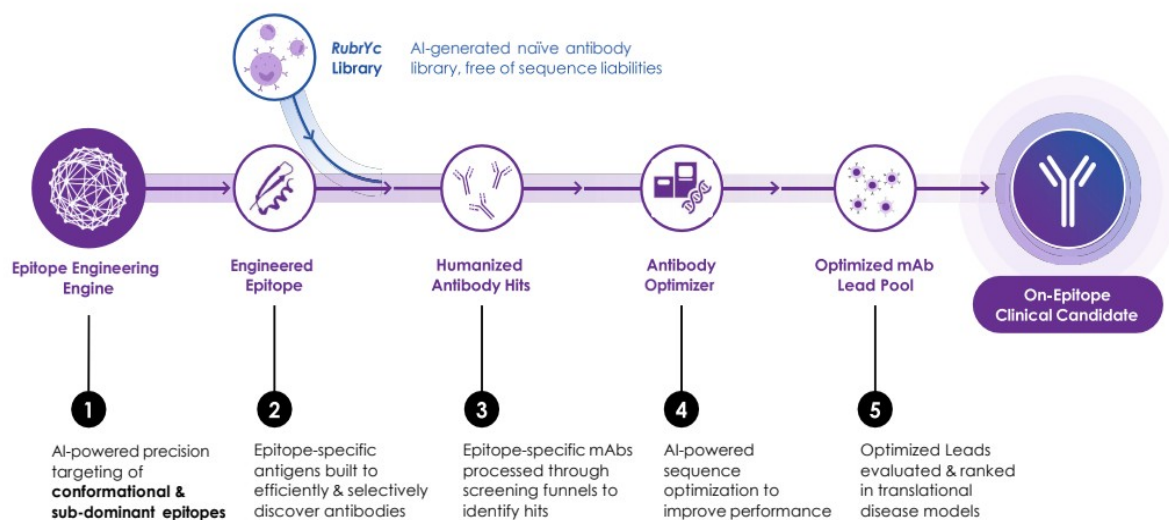 RubrYc
Library
AI-generated naïve antibody
library, free of sequence liabilities
Epitope Engineering
Engine
Engineered
Epitope
Humanized
Antibody Hits
Antibody
Optimizer
Optimized mAb
Lead Pool
On-Epitope
Clinical Candidate
1
AI-powered precision
targeting of
conformational &
sub-dominant epitopes
2
Epitope-specific
antigens built to
efficiently & selectively
discover antibodies
3
Epitope-specific mAbs
processed through
screening funnels to
identify hits
4
AI-powered
sequence
optimization to
improve performance
5
Optimized Leads
evaluated & ranked
in translational
disease models